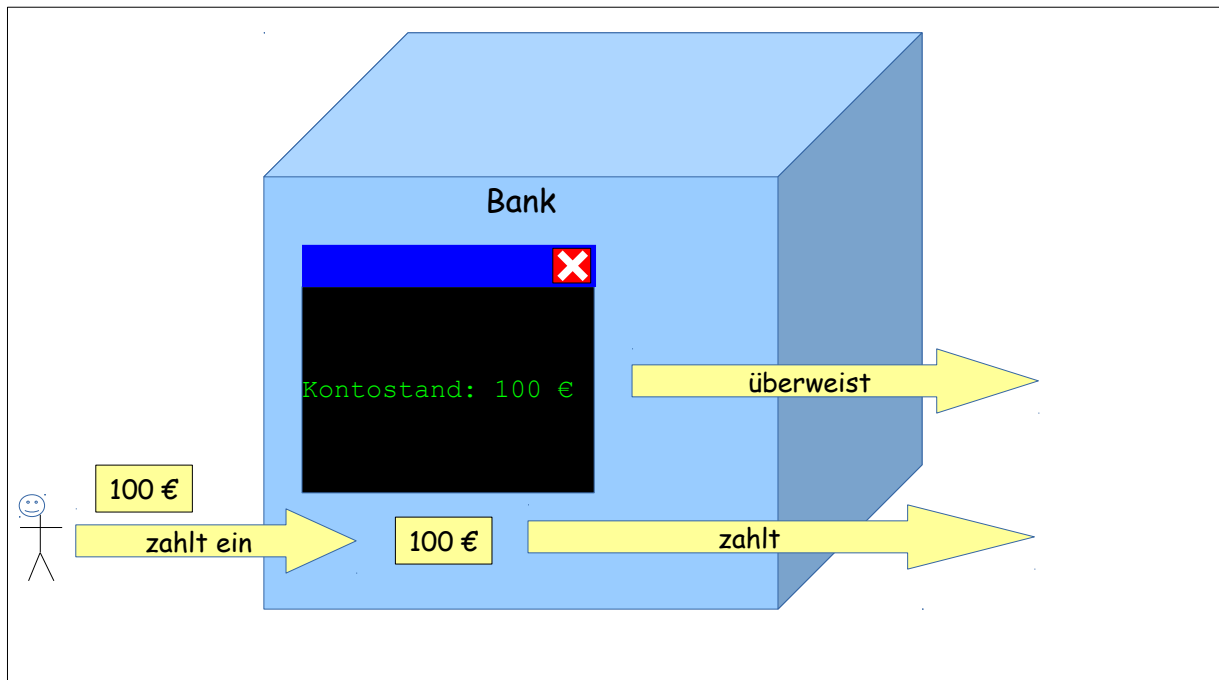 Bank
Kontostand: 100 €
überweist
100 €
zahlt ein
100 €
zahlt